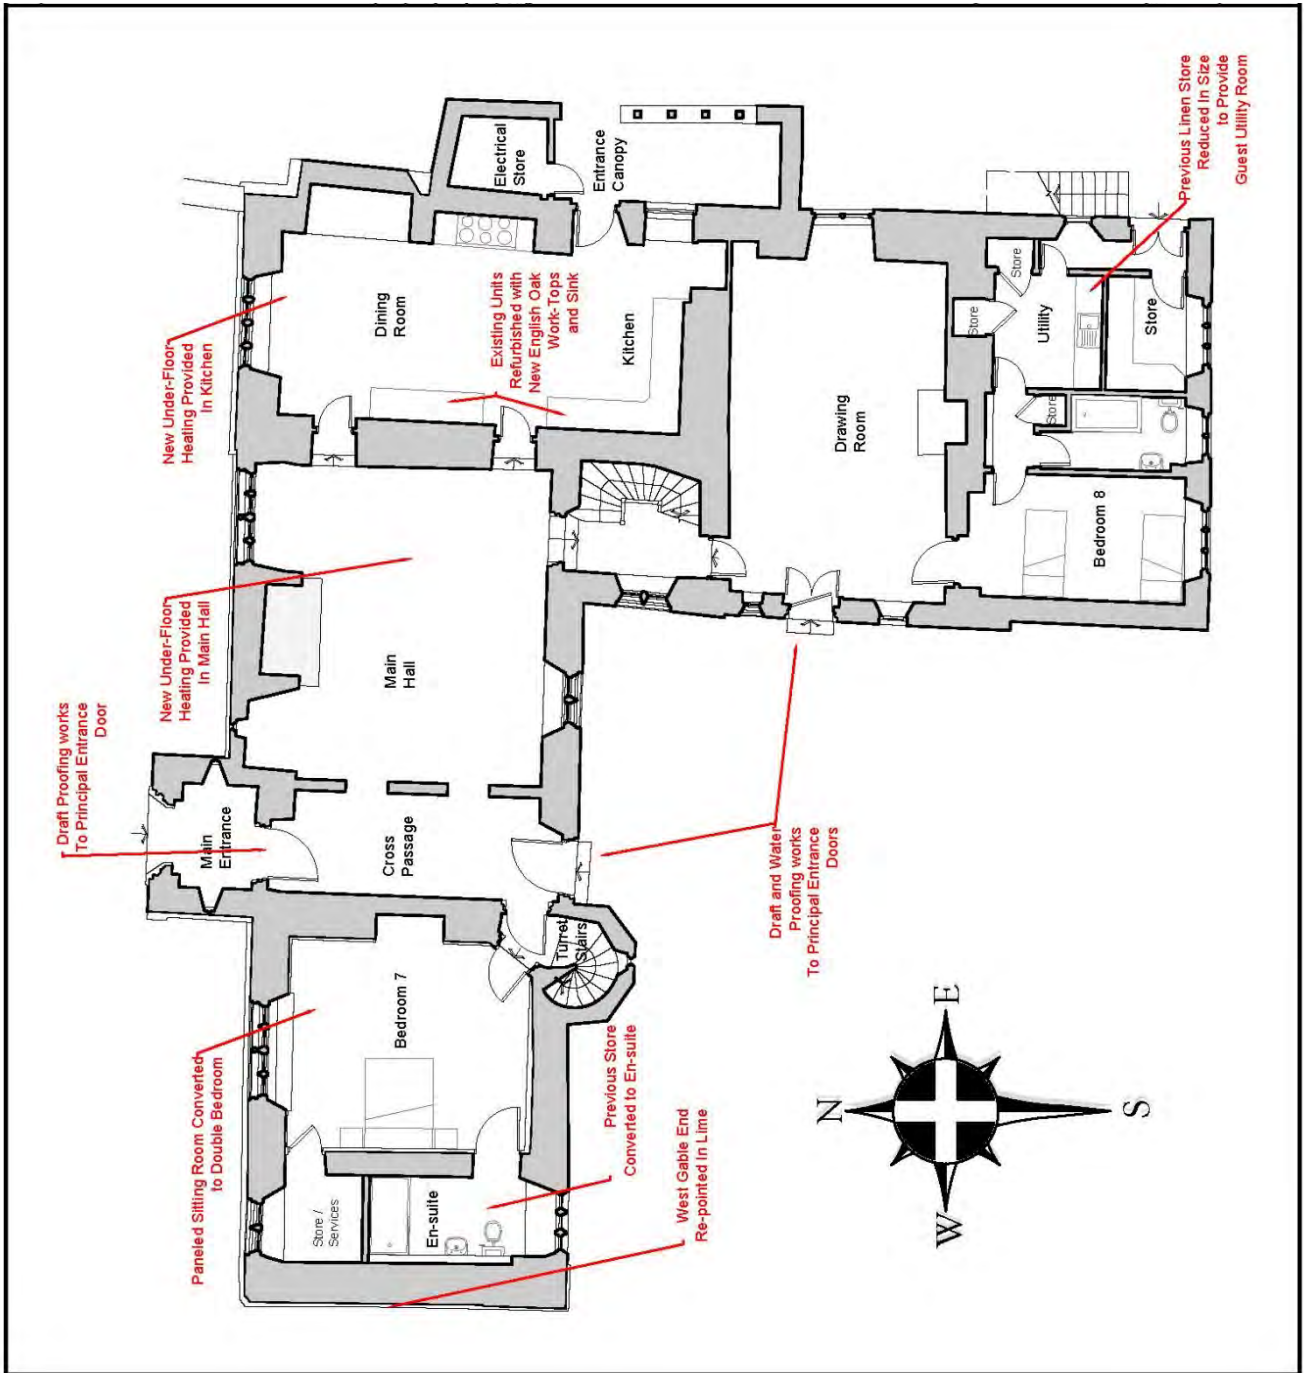 Draft Proofing works
To Principal Entrance
Door
New Under-Floor
Heating Provided
In Main Hall
New Under-Floor
Heating Provided
In Kitchen
Paneled Sitting Room Converted
to Double Bedroom
Main
Entrance
Store /
Services
Bedroom 7
Cross
Passage
Main
Hall
Dining
Room
Electrical
Store
Existing Units
Refurbished with
New English Oak
Work-Tops
and Sink
En-suite
Turret
Stairs
Kitchen
Entrance
Canopy
Previous Store
Converted to En-suite
West Gable End
Re-pointed In Lime
Draft and Water
Proofing works
To Principal Entrance
Doors
Drawing
Room
Store
Store
Utility
Store
Bedroom 8
Store
Previous Linen Store
Reduced In Size
to Provide
Guest Utility Room
N
W
E
S